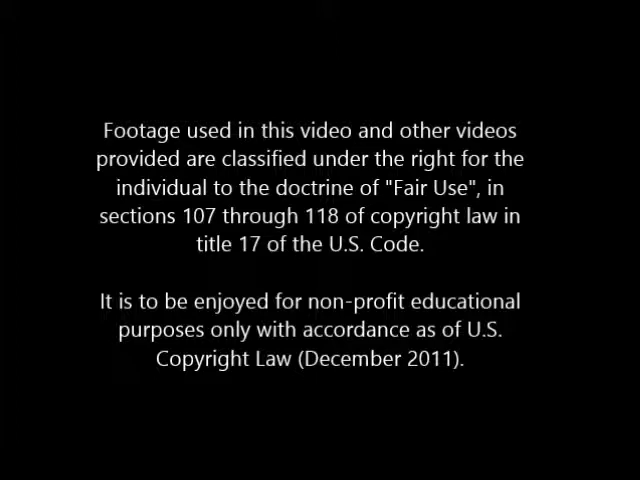 Footage used in this video and other videos
provided are classified under the right for the
individual to the doctrine of "Fair Use", in
sections 107 through 118 of copyright law in
title 17 of the U.S. Code.
It is to be enjoyed for non-profit educational
purposes only with accordance as of U.S.
Copyright Law (December 2011).